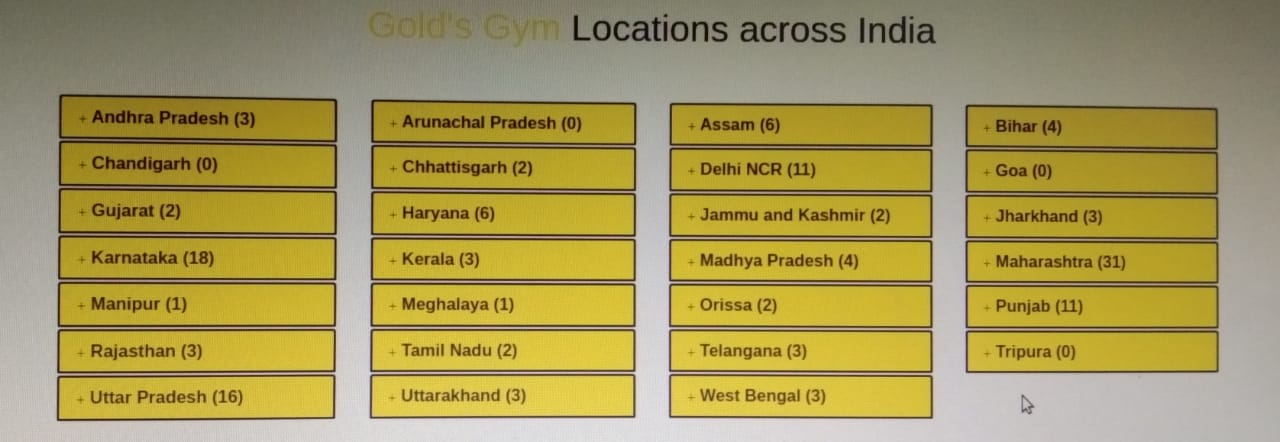 Gold's Gym Locations across India
+ Andhra Pradesh (3)
+ Arunachal Pradesh (0)
+ Assam (6)
+ Bihar (4)
+ Chandigarh (0)
+ Chhattisgarh (2)
+ Delhi NCR (11)
+ Goa (0)
+ Gujarat (2)
+ Haryana (6)
+ Jammu and Kashmir (2)
+ Jharkhand (3)
+ Karnataka (18)
+ Kerala (3)
+ Madhya Pradesh (4)
+ Maharashtra (31)
+ Manipur (1)
+ Meghalaya (1)
+ Orissa (2)
+ Punjab (11)
+ Rajasthan (3)
+ Tamil Nadu (2)
+ Telangana (3)
+ Tripura (0)
+ Uttar Pradesh (16)
+ Uttarakhand (3)
+ West Bengal (3)